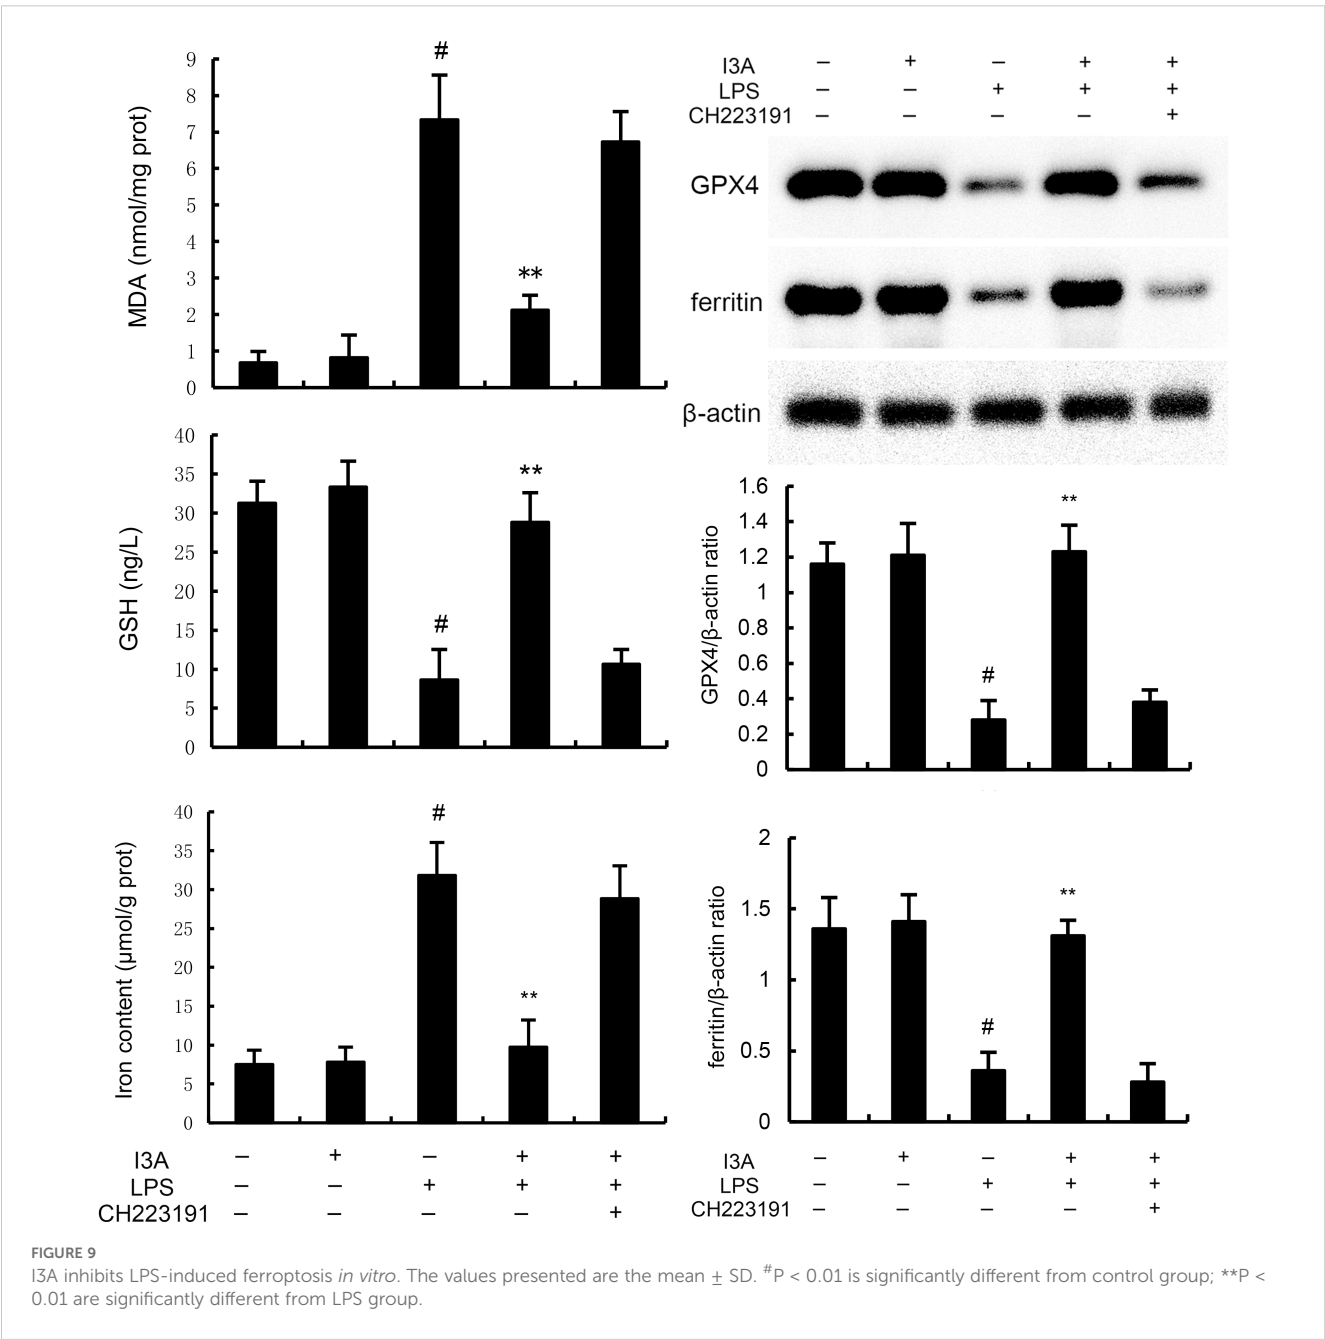 MDA (nmol/mg prot)
9
8
7
6
5
4
3
2
1
0
#
**
GSH (ng/L)
40
35
30
25
20
15
10
5
0
#
**
Iron content (μmol/g prot)
40
35
30
25
20
15
10
5
0
#
**
I3A – + – + +
LPS – – + + +
CH223191 – – – – +
I3A – + – + +
LPS – – + + +
CH223191 – – – – +
GPX4
ferritin
β-actin
GPX4/β-actin ratio
1.6
1.4
1.2
1
0.8
0.6
0.4
0.2
0
#
**
ferritin/β-actin ratio
2
1.5
1
0.5
0
#
**
I3A – + – + +
LPS – – + + +
CH223191 – – – – +
FIGURE 9
I3A inhibits LPS-induced ferroptosis in vitro. The values presented are the mean ± SD. #P < 0.01 is significantly different from control group; **P <
0.01 are significantly different from LPS group.